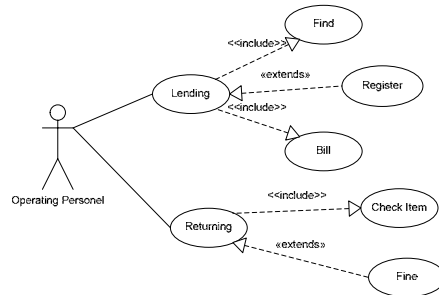 Find
<<include>>
«extends»
Lending
Register
<<include>>
Bill
Operating Personel
<<include>>
Check Item
Returning
«extends»
Fine